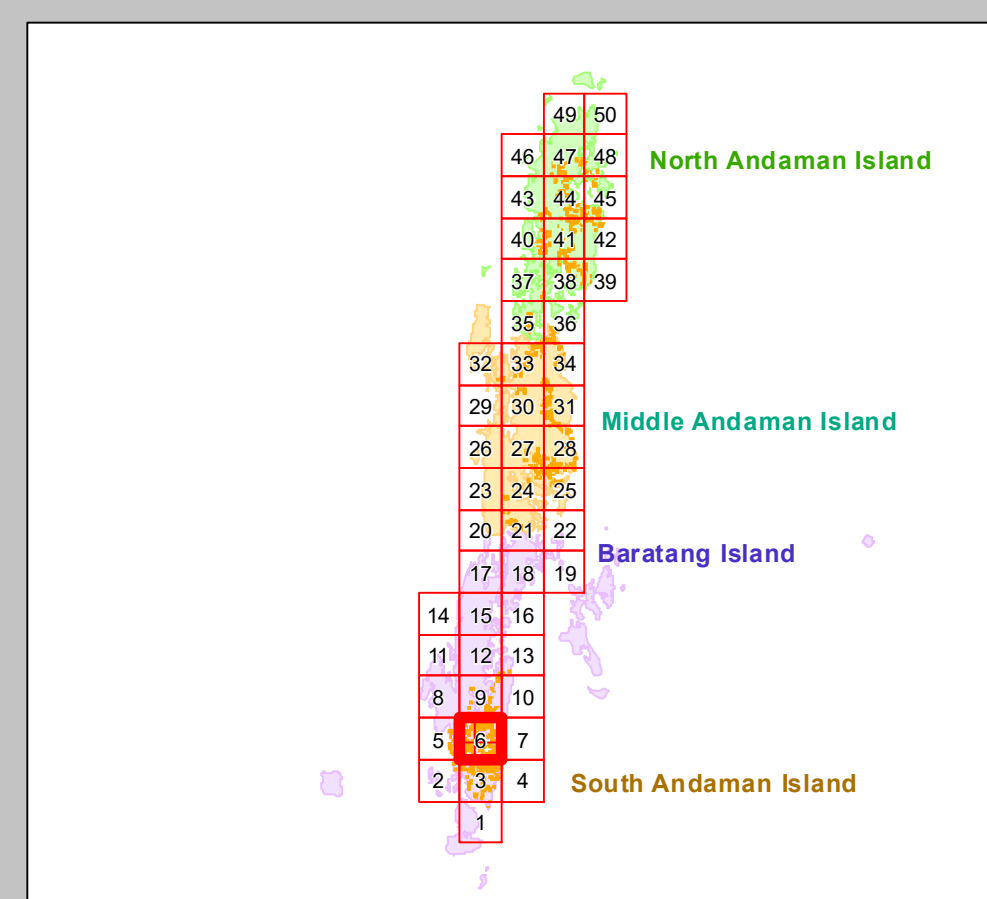 49 50
46 47 48
North Andaman Island
43 44 45
40 41 42
37 38 39
35 36
32 33 34
29 30 31
Middle Andaman Island
26 27 28
23 24 25
20 21 22
Baratang Island
17 18 19
14 15 16
11 12 13
8 9 10
5 6 7
2 3 4
South Andaman Island
1